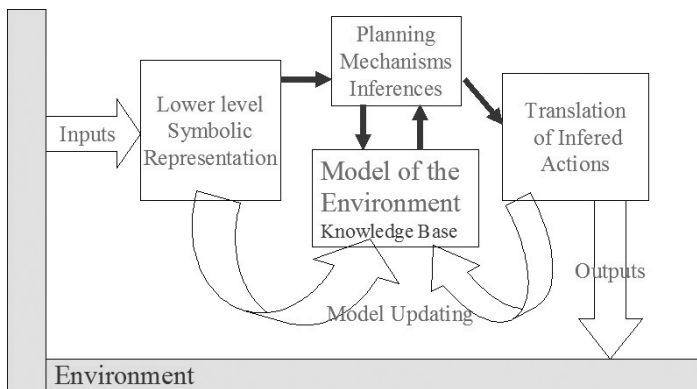 Planning
Mechanisms
Inferences
Lower level
Symbolic
Representation
Translation
of Infered
Actions
Inputs
Model of the
Environment
Knowledge Base
Outputs
Model Updating
Environment